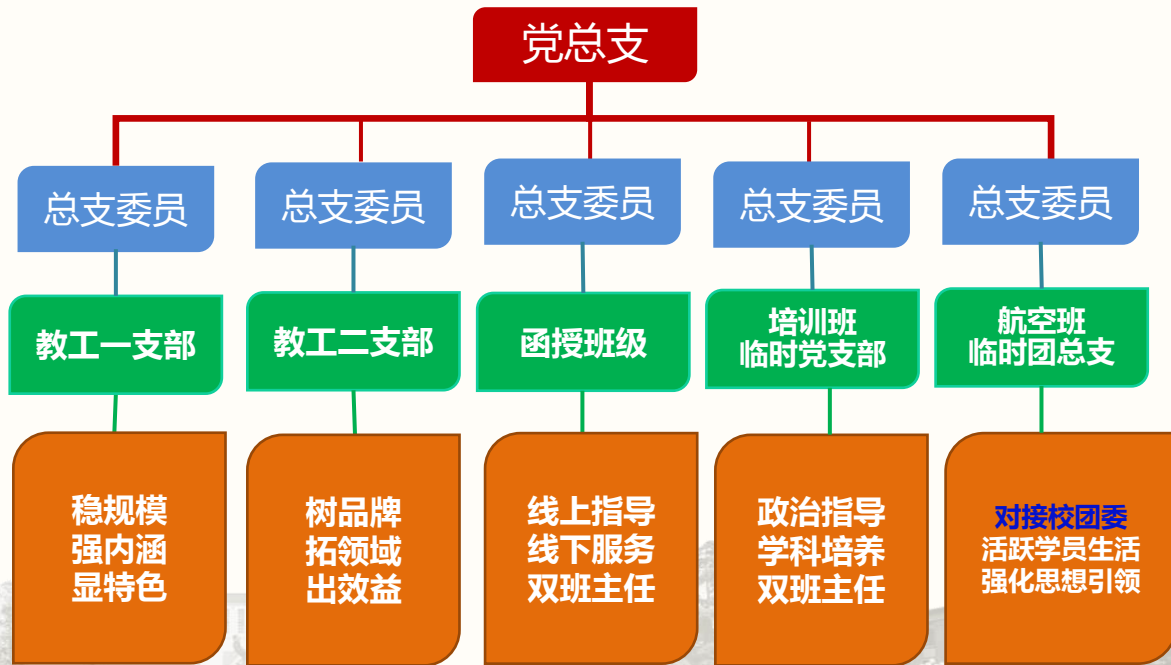 党总支
总支委员
总支委员
总支委员
总支委员
总支委员
教工一支部
教工二支部
函授班级
培训班
临时党支部
航空班
临时团总支
稳规模
强内涵
显特色
树品牌
拓领域
出效益
线上指导
线下服务
双班主任
政治指导
学科培养
双班主任
对接校团委
活跃学员生活
强化思想引领